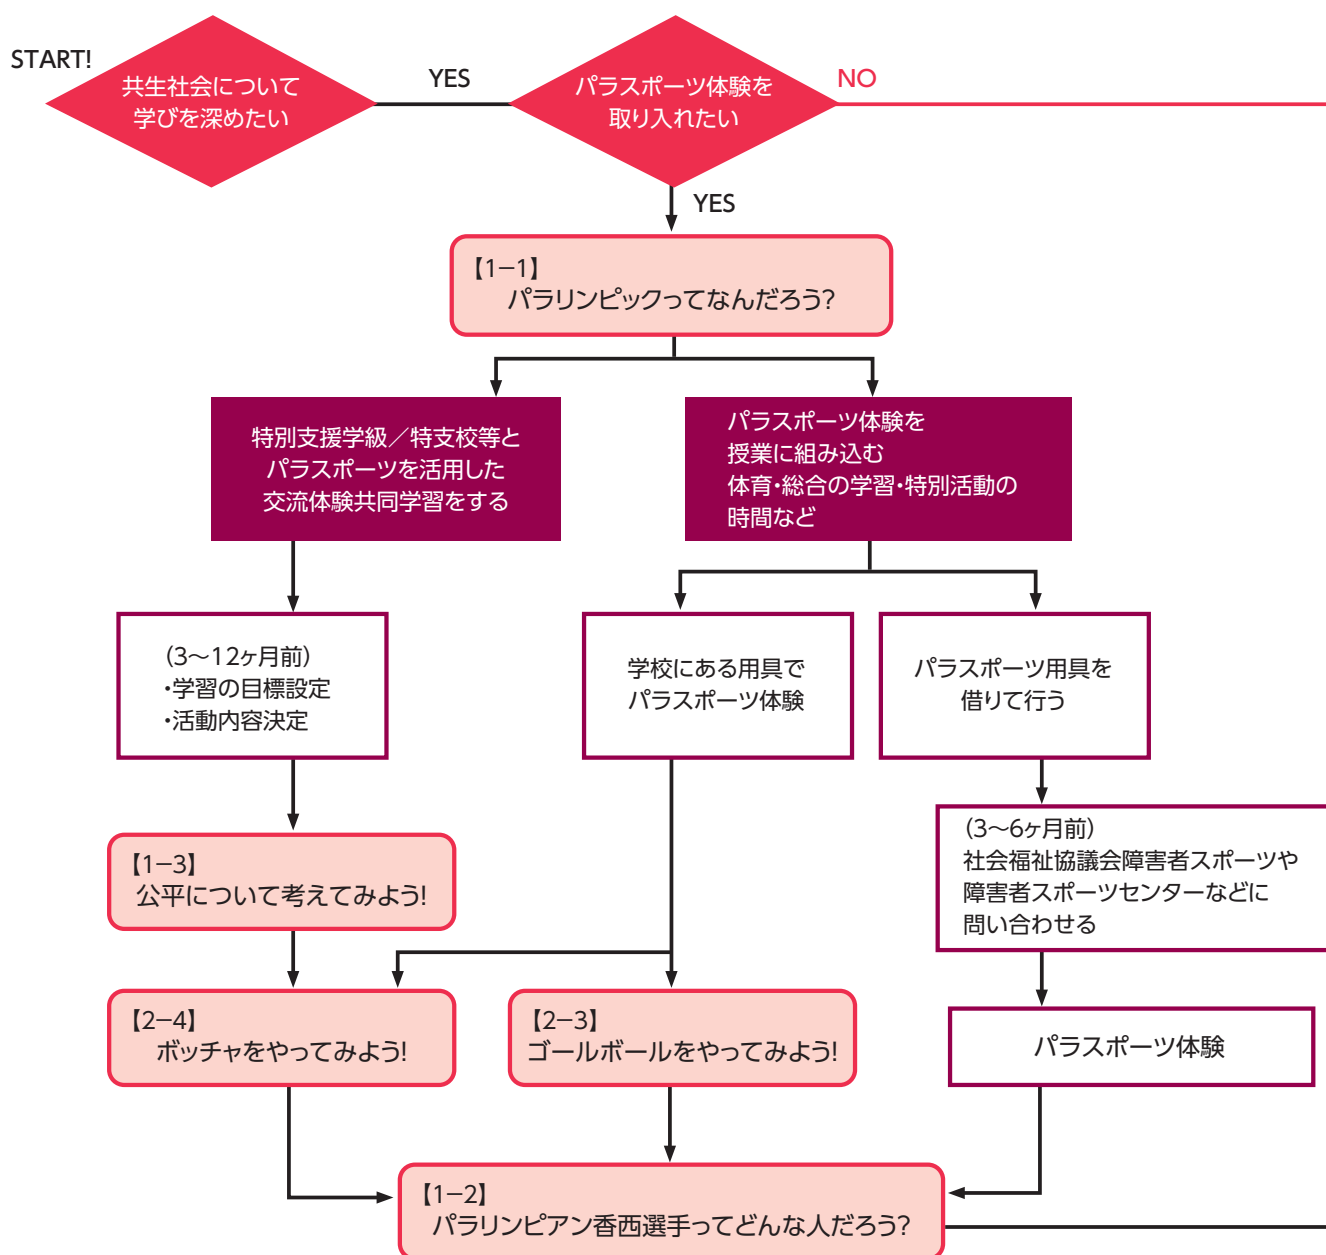 START!
共生社会について
学びを深めたい
YES
パラスポーツ体験を
取り入れたい
NO
YES
【1−1】
パラリンピックってなんだろう?
特別支援学級／特支校等と
パラスポーツを活用した
交流体験共同学習をする
パラスポーツ体験を
授業に組み込む
体育・総合の学習・特別活動の
時間など
(3〜12ヶ月前)
・学習の目標設定
・活動内容決定
学校にある用具で
パラスポーツ体験
パラスポーツ用具を
借りて行う
(3〜6ヶ月前)
社会福祉協議会障害者スポーツや
障害者スポーツセンターなどに
問い合わせる
【1−3】
公平について考えてみよう!
【2−4】
ボッチャをやってみよう!
【2−3】
ゴールボールをやってみよう!
パラスポーツ体験
【1−2】
パラリンピアン香西選手ってどんな人だろう?